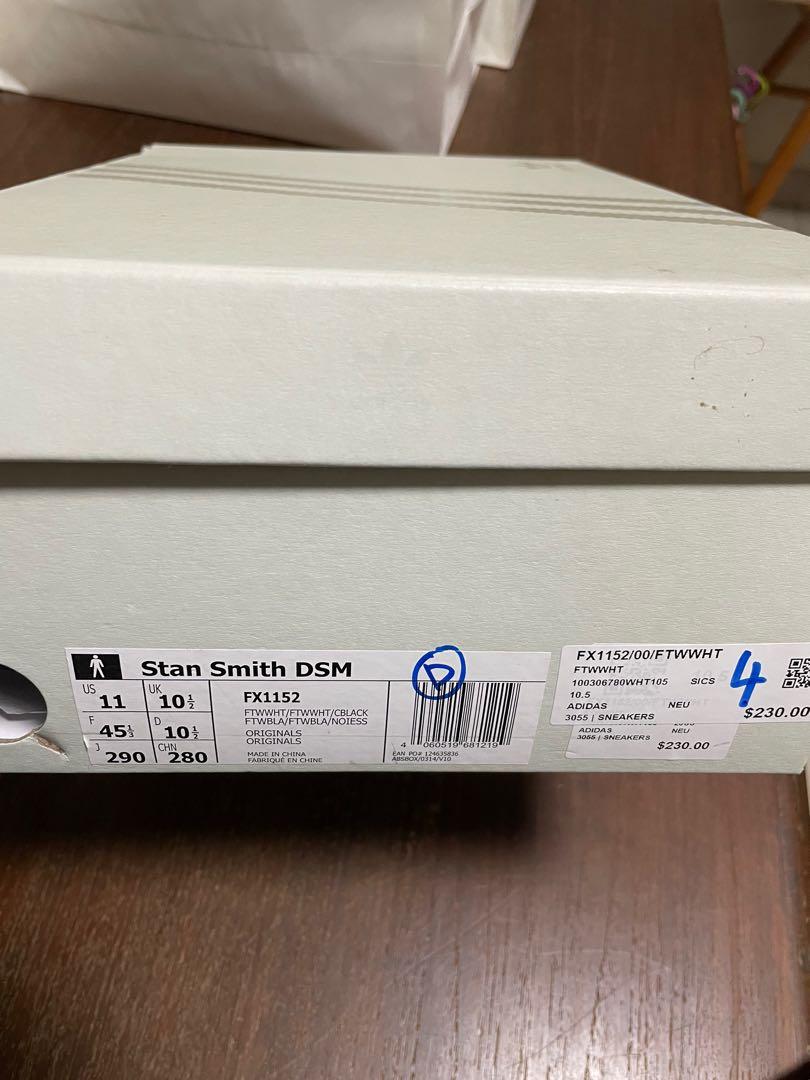 Stan Smith DSM
D
US 11 UK 10½
F 45⅓ D 10½
J 290 CHN 280
FX1152
FTWWHT/FTWWHT/CBLACK
FTWBLA/FTWBLA/NOIESS
ORIGINALS
ORIGINALS
MADE IN CHINA
FABRIQUÉ EN CHINE
4 060519 681219
EAN PO# 124635836
ABSBOX/0314/V10
FX1152/00/FTWWHT
FTWWHT
100306780WHT105 SICS
10.5
ADIDAS NEU
3055 | SNEAKERS $230.00
4
ADIDAS NEU
3055 | SNEAKERS
$230.00